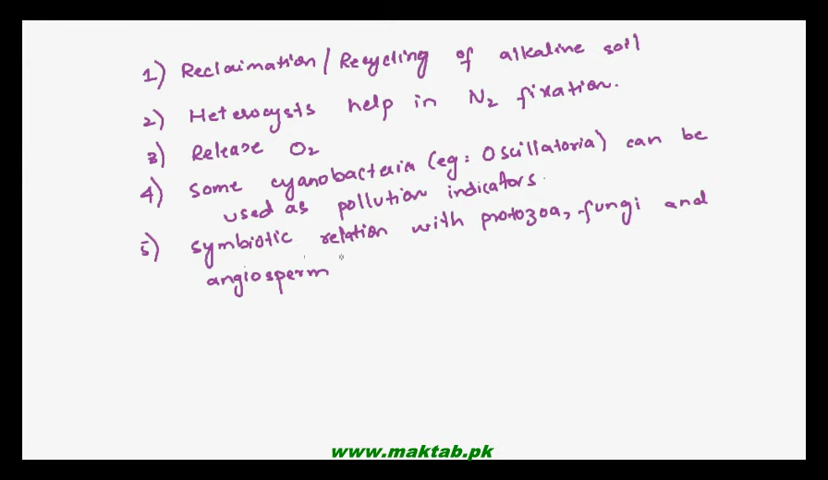 1) Reclaimation / Recycling of alkaline soil
2) Heterocysts help in N₂ fixation.
3) Release O₂
4) Some cyanobacteria (eg: Oscillatoria) can be
used as pollution indicators.
5) Symbiotic relation with protozoa, fungi and
angiosperm
www.maktab.pk